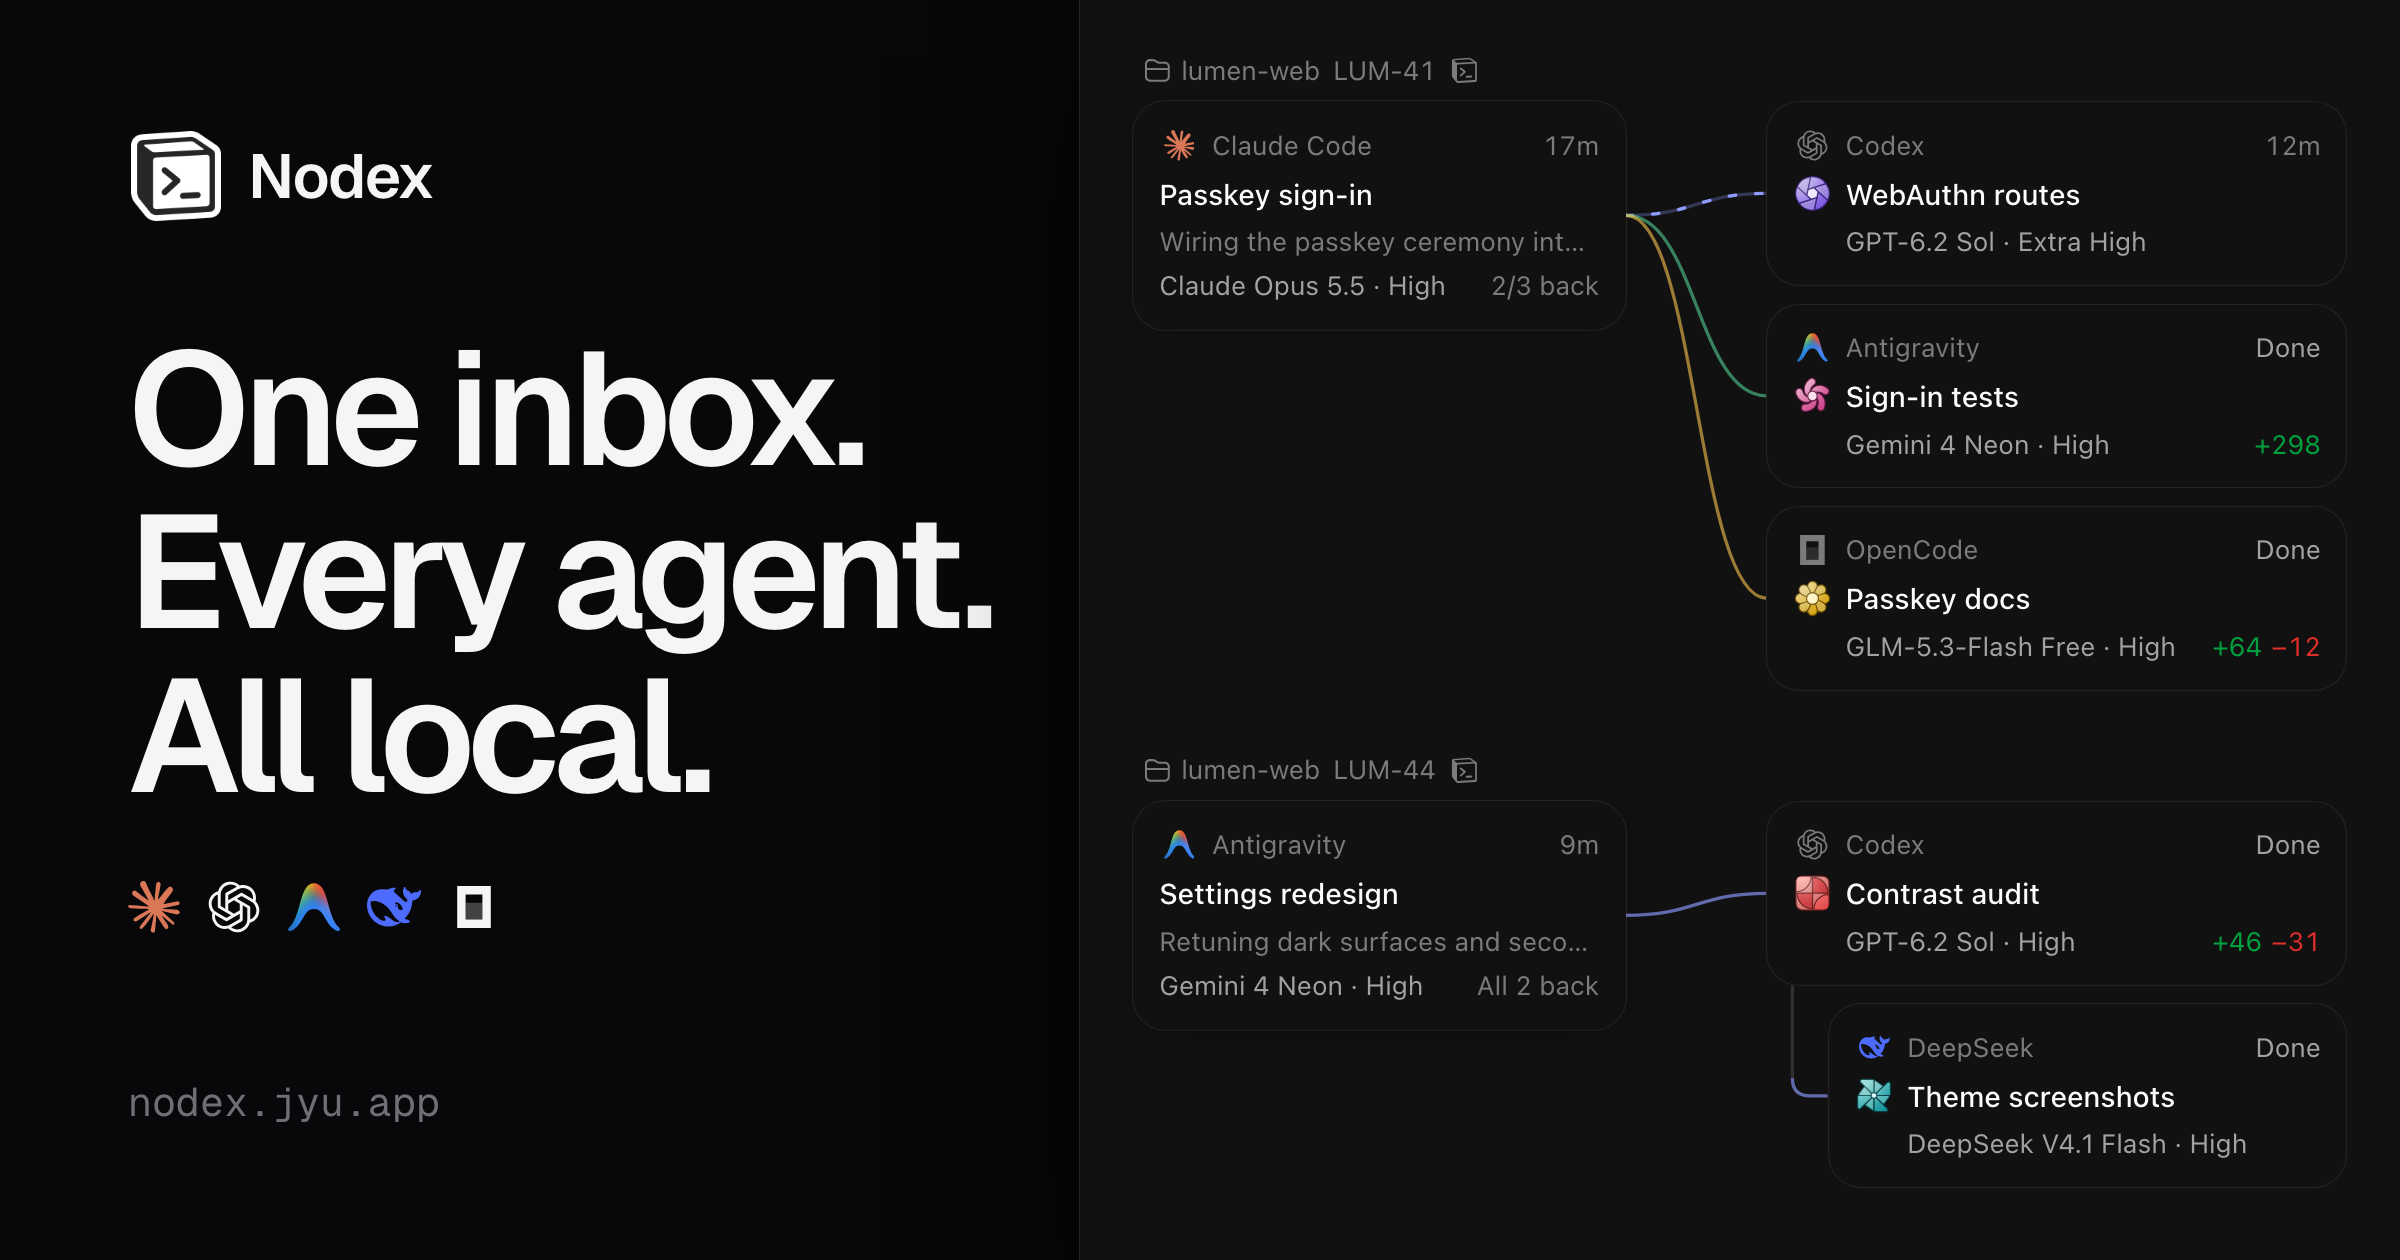 Nodex
One inbox.
Every agent.
All local.
nodex.jyu.app
lumen-web LUM-41
Claude Code 17m
Passkey sign-in
Wiring the passkey ceremony int...
Claude Opus 5.5 · High 2/3 back
Codex 12m
WebAuthn routes
GPT-6.2 Sol · Extra High
Antigravity Done
Sign-in tests
Gemini 4 Neon · High +298
OpenCode Done
Passkey docs
GLM-5.3-Flash Free · High +64 −12
lumen-web LUM-44
Antigravity 9m
Settings redesign
Retuning dark surfaces and seco...
Gemini 4 Neon · High All 2 back
Codex Done
Contrast audit
GPT-6.2 Sol · High +46 −31
DeepSeek Done
Theme screenshots
DeepSeek V4.1 Flash · High